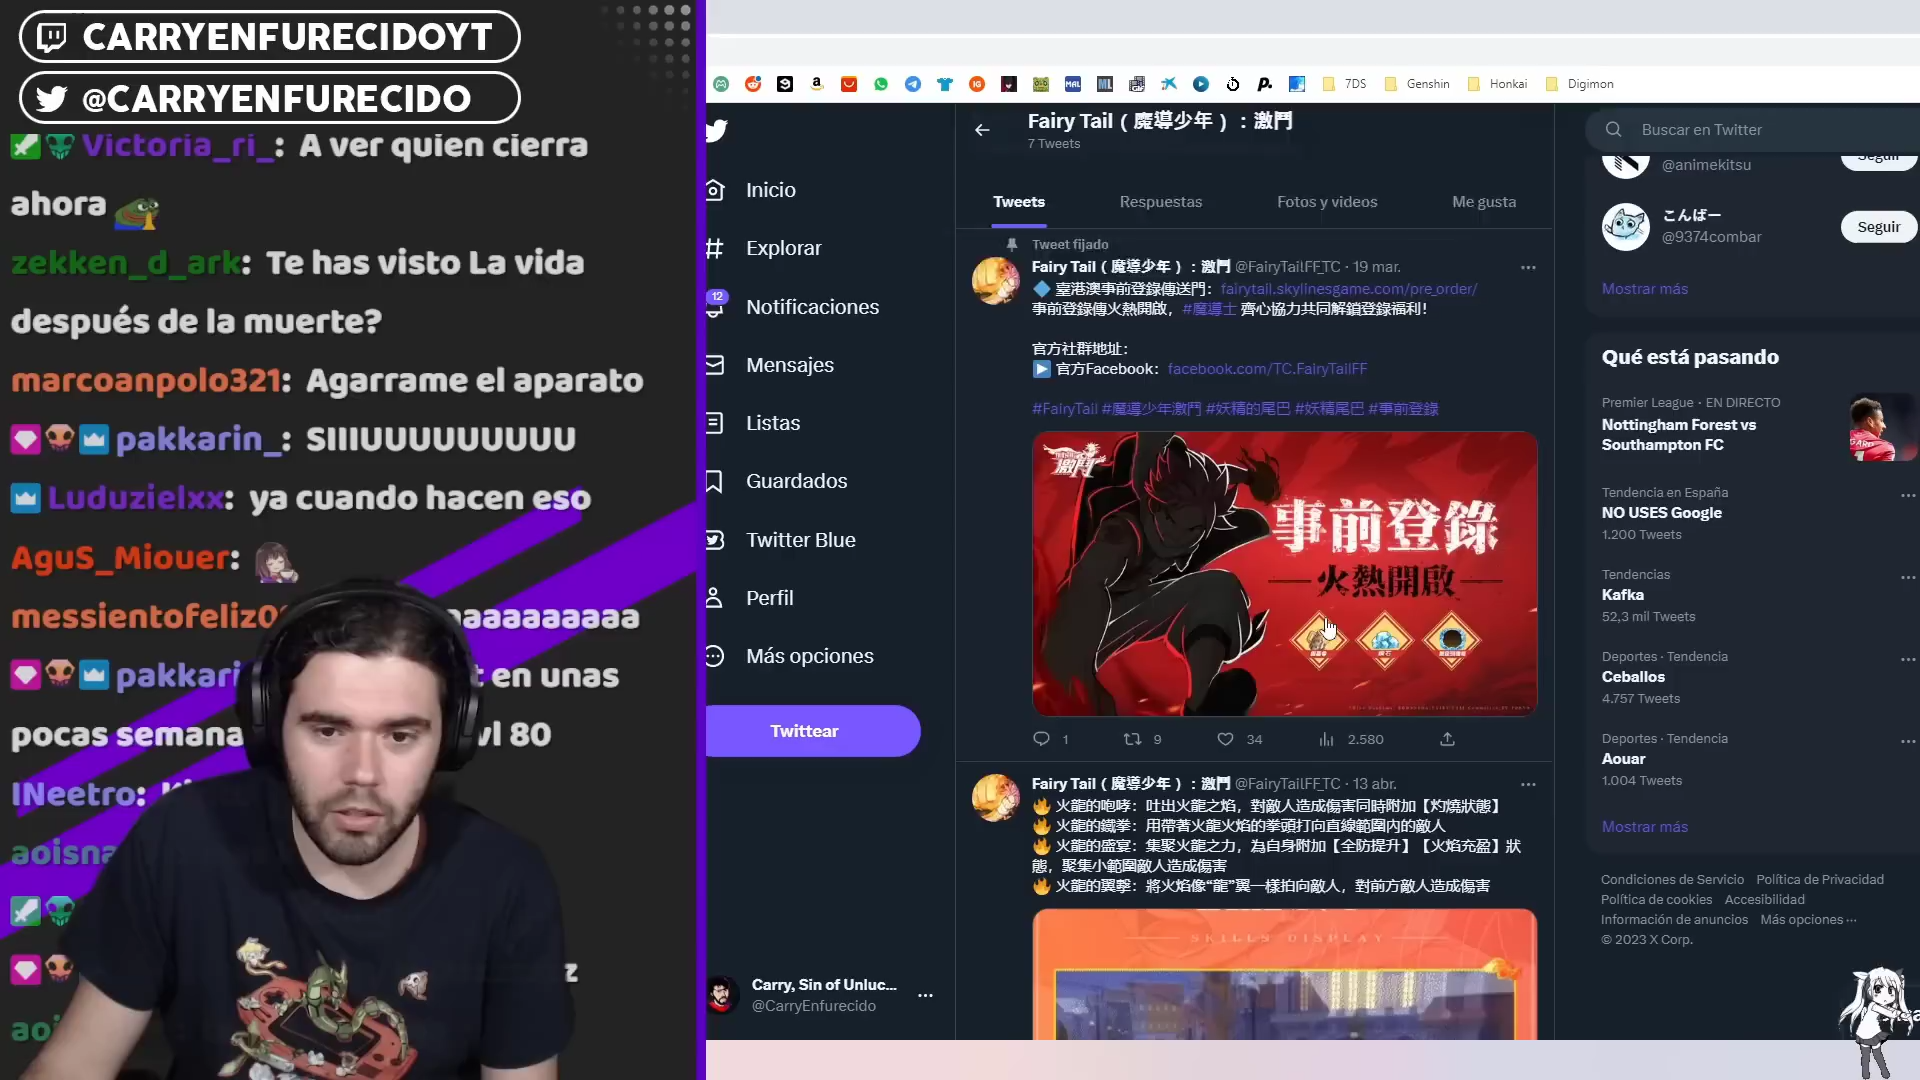 CARRYENFURECIDOYT
@CARRYENFURECIDO
Victoria_ri_: A ver quien cierra
ahora
zekken_d_ark: Te has visto La vida
después de la muerte?
marcoanpolo321: Agarrame el aparato
pakkarin_: SIIIUUUUUUUUU
Luduzielxx: ya cuando hacen eso
AguS_Miouer:
messientofeliz0 aaaaaaaaaa
pakkari t en unas
pocas semana vl 80
INeetro:
aoisna
z
aoi
7DS
Genshin
Honkai
Digimon
Inicio
Explorar
12
Notificaciones
Mensajes
Listas
Guardados
Twitter Blue
Perfil
Más opciones
Twittear
Carry, Sin of Unluc...
@CarryEnfurecido
Fairy Tail（魔導少年）：激鬥
7 Tweets
Tweets
Respuestas
Fotos y videos
Me gusta
Tweet fijado
Fairy Tail（魔導少年）：激鬥 @FairyTailFF_TC · 19 mar.
臺港澳事前登錄傳送門：fairytail.skylinesgame.com/pre_order/
事前登錄傳火熱開啟，#魔導士 齊心協力共同解鎖登錄福利！
官方社群地址：
官方Facebook：facebook.com/TC.FairyTailFF
#FairyTail #魔導少年激鬥 #妖精的尾巴 #妖精尾巴 #事前登錄
激鬥
事前登錄
火熱開啟
鑽石
1
9
34
2.580
Fairy Tail（魔導少年）：激鬥 @FairyTailFF_TC · 13 abr.
火龍的咆哮：吐出火龍之焰，對敵人造成傷害同時附加【灼燒狀態】
火龍的鐵拳：用帶著火龍火焰的拳頭打向直線範圍內的敵人
火龍的盛宴：集聚火龍之力，為自身附加【全防提升】【火焰充盈】狀
態，聚集小範圍敵人造成傷害
火龍的翼擊：將火焰像“龍”翼一樣拍向敵人，對前方敵人造成傷害
SKILLS DISPLAY
Buscar en Twitter
@animekitsu
Seguir
こんばー
@9374combar
Seguir
Mostrar más
Qué está pasando
Premier League · EN DIRECTO
Nottingham Forest vs
Southampton FC
Tendencia en España
NO USES Google
1.200 Tweets
Tendencias
Kafka
52,3 mil Tweets
Deportes · Tendencia
Ceballos
4.757 Tweets
Deportes · Tendencia
Aouar
1.004 Tweets
Mostrar más
Condiciones de Servicio Política de Privacidad
Política de cookies Accesibilidad
Información de anuncios Más opciones ···
© 2023 X Corp.